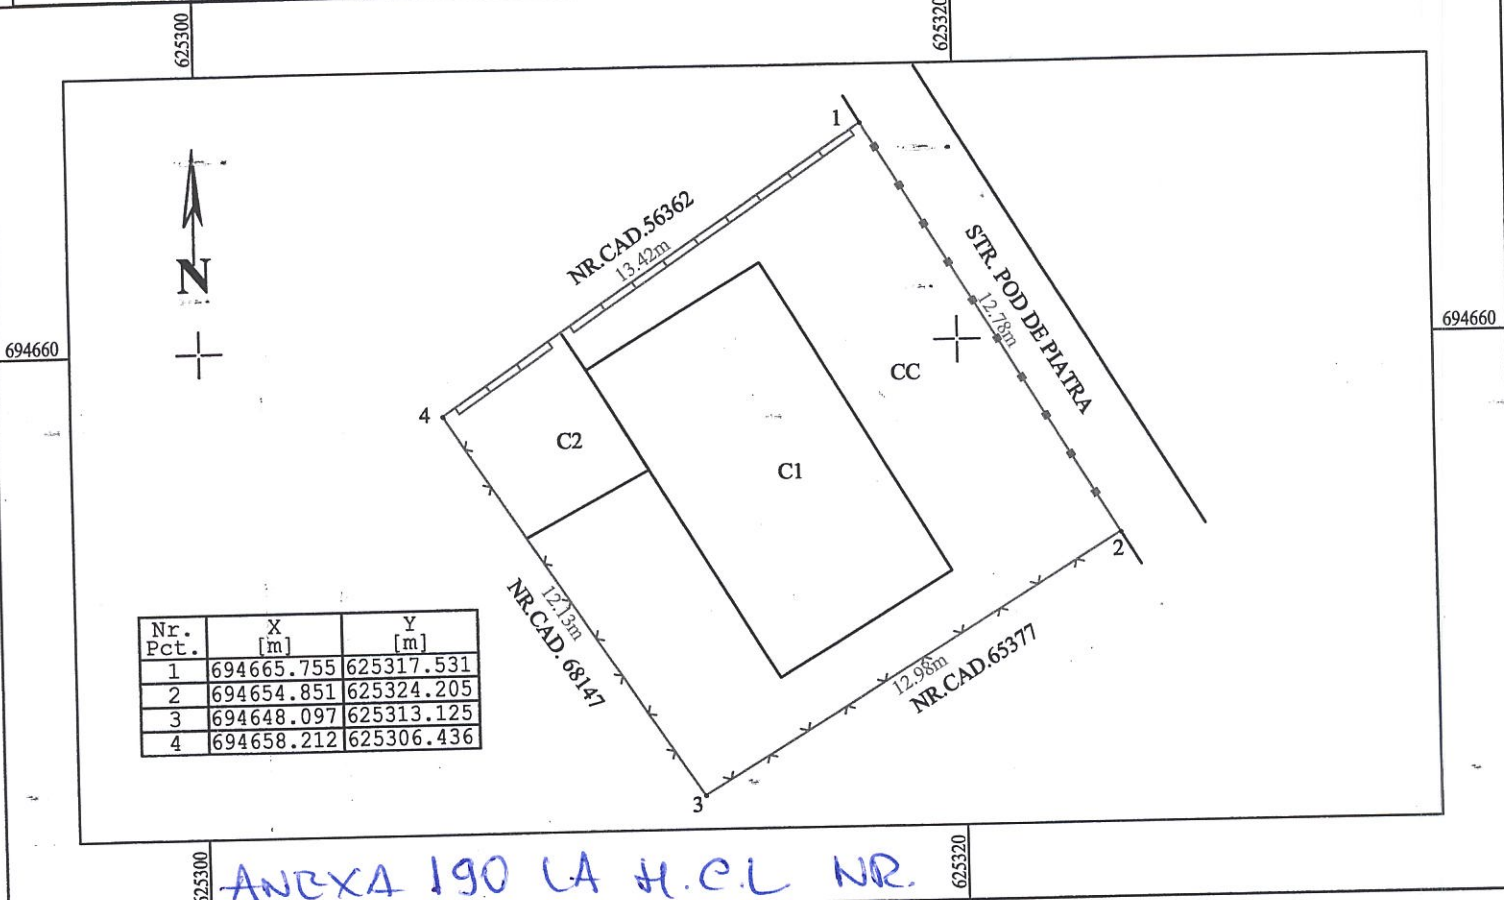 625300
625320
1
NR.CAD.56362
13.42m
STR. POD DE PIATRA
12.78m
N
694660
694660
CC
4
C2
C1
2
NR.CAD. 68147
12.13m
12.98m
NR.CAD.65377
3
Nr. Pct. X [m] Y [m]
1 694665.755 625317.531
2 694654.851 625324.205
3 694648.097 625313.125
4 694658.212 625306.436
625300
625320
ANEXA 190 LA H.C.L NR.